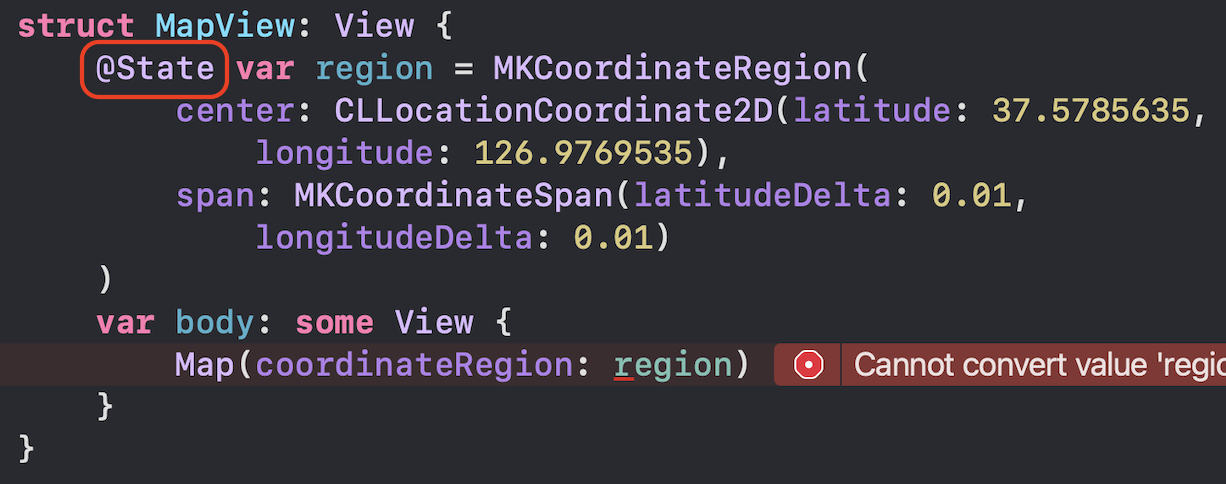 struct MapView: View {
@State var region = MKCoordinateRegion(
center: CLLocationCoordinate2D(latitude: 37.5785635,
longitude: 126.9769535),
span: MKCoordinateSpan(latitudeDelta: 0.01,
longitudeDelta: 0.01)
)
var body: some View {
Map(coordinateRegion: region) Cannot convert value 'regio
}
}